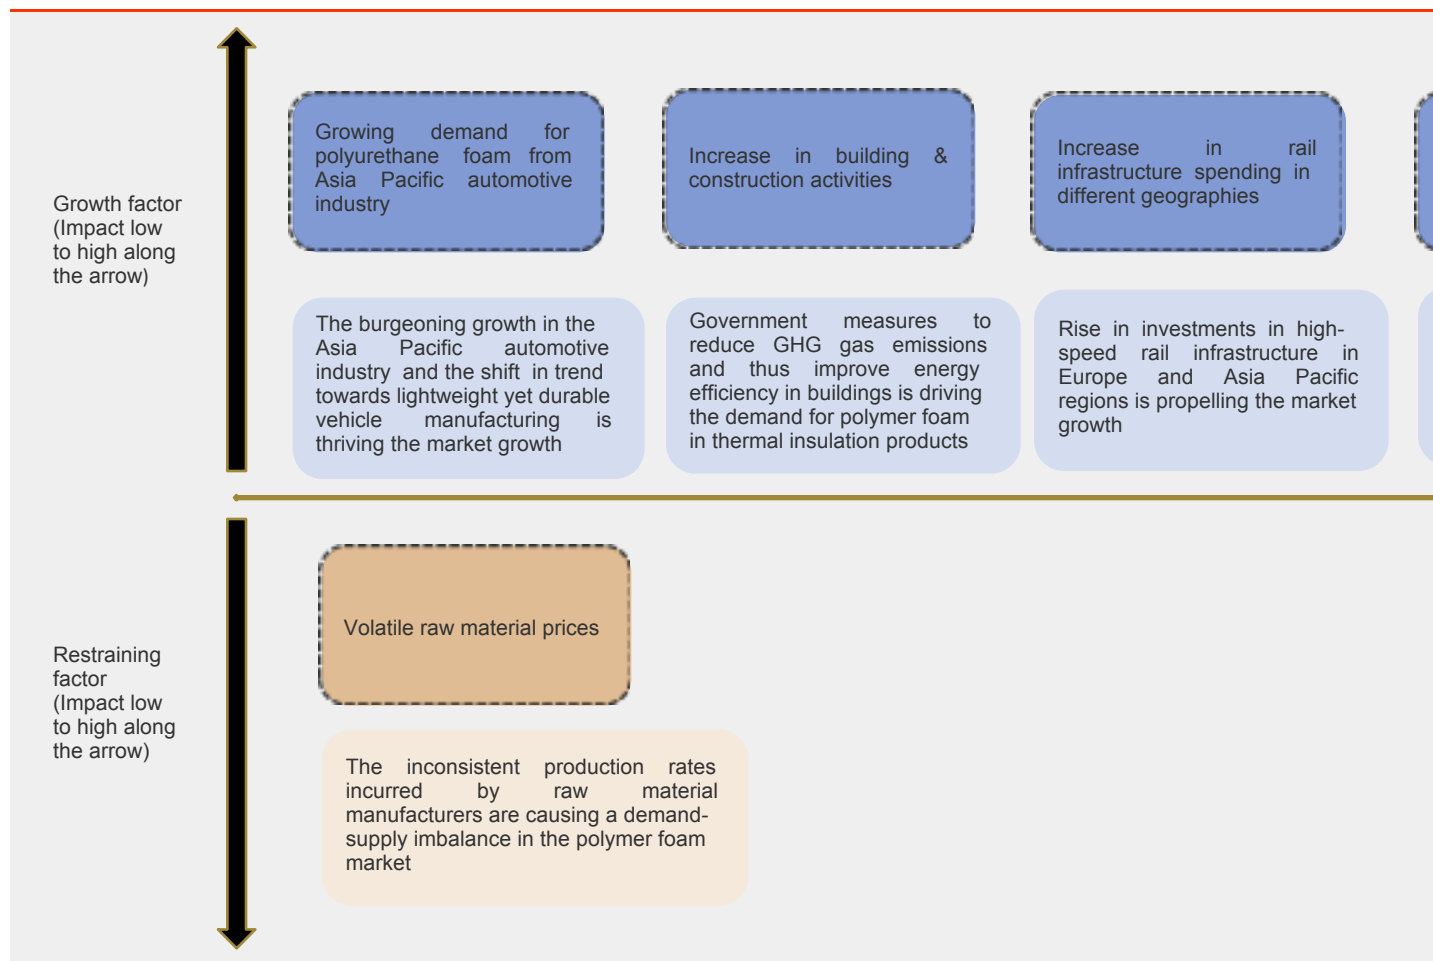 Growth factor
(Impact low
to high along
the arrow)
Growing demand for
polyurethane foam from
Asia Pacific automotive
industry
Increase in building &
construction activities
Increase in rail
infrastructure spending in
different geographies
The burgeoning growth in the
Asia Pacific automotive
industry and the shift in trend
towards lightweight yet durable
vehicle manufacturing is
thriving the market growth
Government measures to
reduce GHG gas emissions
and thus improve energy
efficiency in buildings is driving
the demand for polymer foam
in thermal insulation products
Rise in investments in high-
speed rail infrastructure in
Europe and Asia Pacific
regions is propelling the market
growth
Restraining
factor
(Impact low
to high along
the arrow)
Volatile raw material prices
The inconsistent production rates
incurred by raw material
manufacturers are causing a demand-
supply imbalance in the polymer foam
market